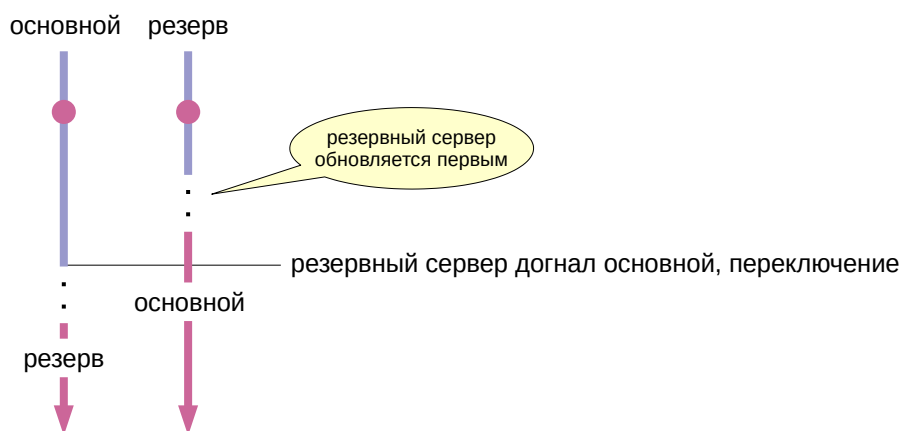 основной резерв
резервный сервер
обновляется первым
резервный сервер догнал основной, переключение
основной
резерв